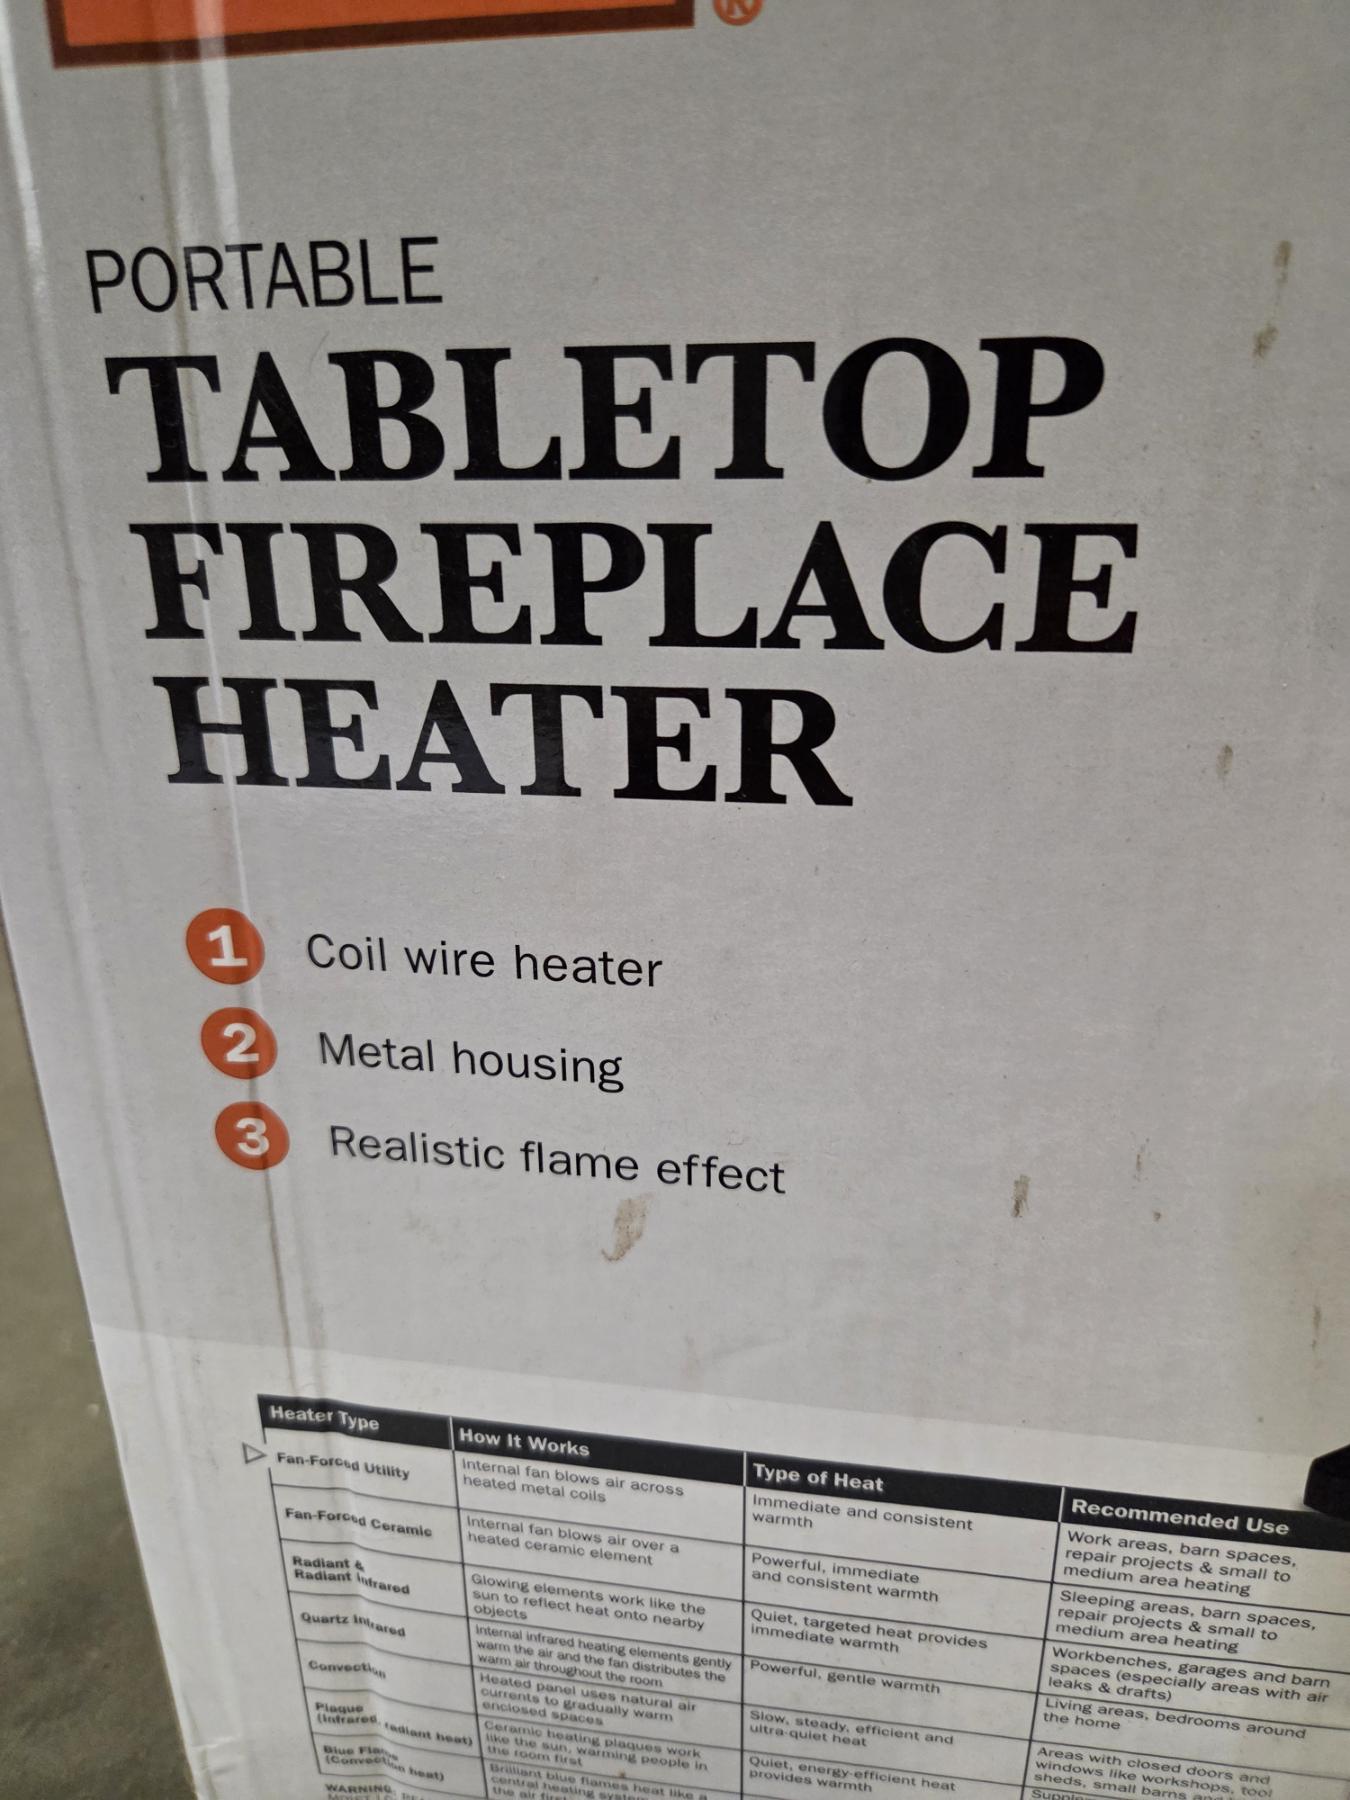 ®
PORTABLE
TABLETOP
FIREPLACE
HEATER
1 Coil wire heater
2 Metal housing
3 Realistic flame effect
Heater Type
How It Works
Type of Heat
Recommended Use
Fan-Forced Utility
Internal fan blows air across
heated metal coils
Immediate and consistent
warmth
Work areas, barn spaces,
repair projects & small to
medium area heating
Fan-Forced Ceramic
Internal fan blows air over a
heated ceramic element
Powerful, immediate
and consistent warmth
Sleeping areas, barn spaces,
repair projects & small to
medium area heating
Radiant &
Radiant Infrared
Glowing elements work like the
sun to reflect heat onto nearby
objects
Quiet, targeted heat provides
immediate warmth
Workbenches, garages and barn
spaces (especially areas with air
leaks & drafts)
Quartz Infrared
Internal infrared heating elements gently
warm the air and the fan distributes the
warm air throughout the room
Powerful, gentle warmth
Living areas, bedrooms around
the home
Convection
Heated panel uses natural air
currents to gradually warm
enclosed spaces
Slow, steady, efficient and
ultra-quiet heat
Areas with closed doors and
windows like workshops, tool
sheds, small barns and
Plaque
(Infrared, radiant heat)
Ceramic heating plaques work
like the sun, warming people in
the room first
Quiet, energy-efficient heat
provides warmth
Blue Flame
(Convection heat)
Brilliant blue flames heat like a
central heating
the air
WARNING